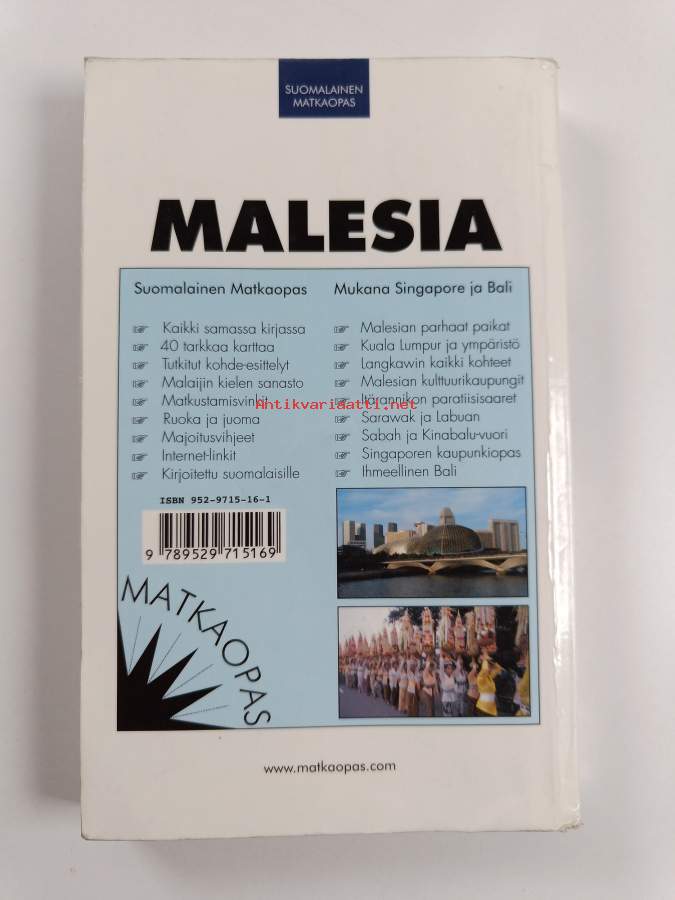 SUOMALAINEN
MATKAOPAS
MALESIA
Suomalainen Matkaopas
Kaikki samassa kirjassa
40 tarkkaa karttaa
Tutkitut kohde-esittelyt
Malaijin kielen sanasto
Matkustamisvinkit
Ruoka ja juoma
Majoitusvihjeet
Internet-linkit
Kirjoitettu suomalaisille
Mukana Singapore ja Bali
Malesian parhaat paikat
Kuala Lumpur ja ympäristö
Langkawin kaikki kohteet
Malesian kulttuurikaupungit
Itärannikon paratiisisaaret
Sarawak ja Labuan
Sabah ja Kinabalu-vuori
Singaporen kaupunkiopas
Ihmeellinen Bali
Antikvariaatti.net
ISBN 952-9715-16-1
9 789529 715169
MATKAOPAS
www.matkaopas.com